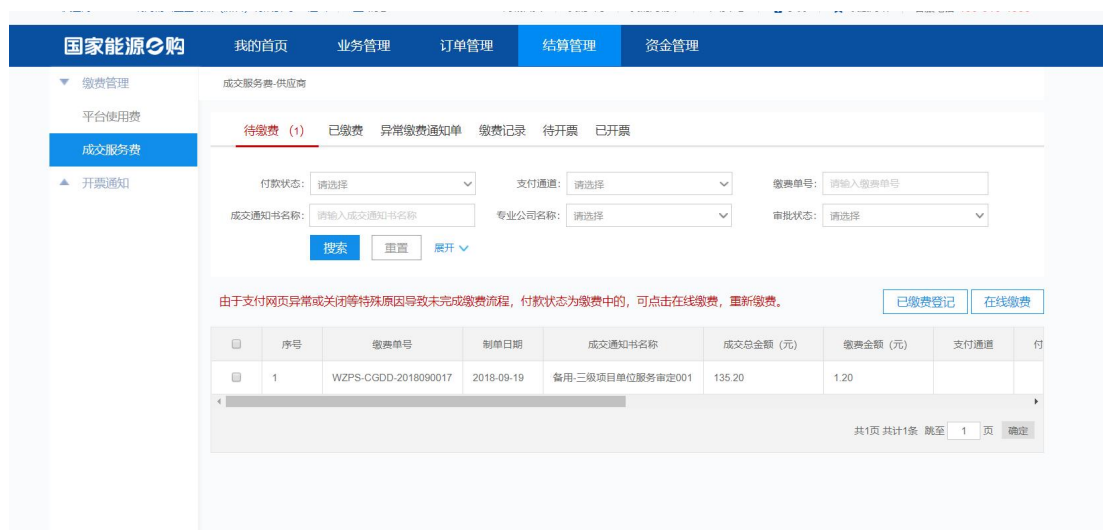 国家能源e购 我的首页 业务管理 订单管理 结算管理 资金管理
缴费管理
平台使用费
成交服务费
开票通知
成交服务费-供应商
待缴费 (1) 已缴费 异常缴费通知单 缴费记录 待开票 已开票
付款状态: 请选择 支付通道: 请选择 缴费单号: 请输入缴费单号
成交通知书名称: 请输入成交通知书名称 专业公司名称: 请选择 审批状态: 请选择
搜索 重置 展开
由于支付网页异常或关闭等特殊原因导致未完成缴费流程，付款状态为缴费中的，可点击在线缴费，重新缴费。 已缴费登记 在线缴费
序号 缴费单号 制单日期 成交通知书名称 成交总金额 (元) 缴费金额 (元) 支付通道 付
1 WZPS-CGDD-2018090017 2018-09-19 备用-三级项目单位服务审定001 135.20 1.20
共1页 共计1条 跳至 1 页 确定